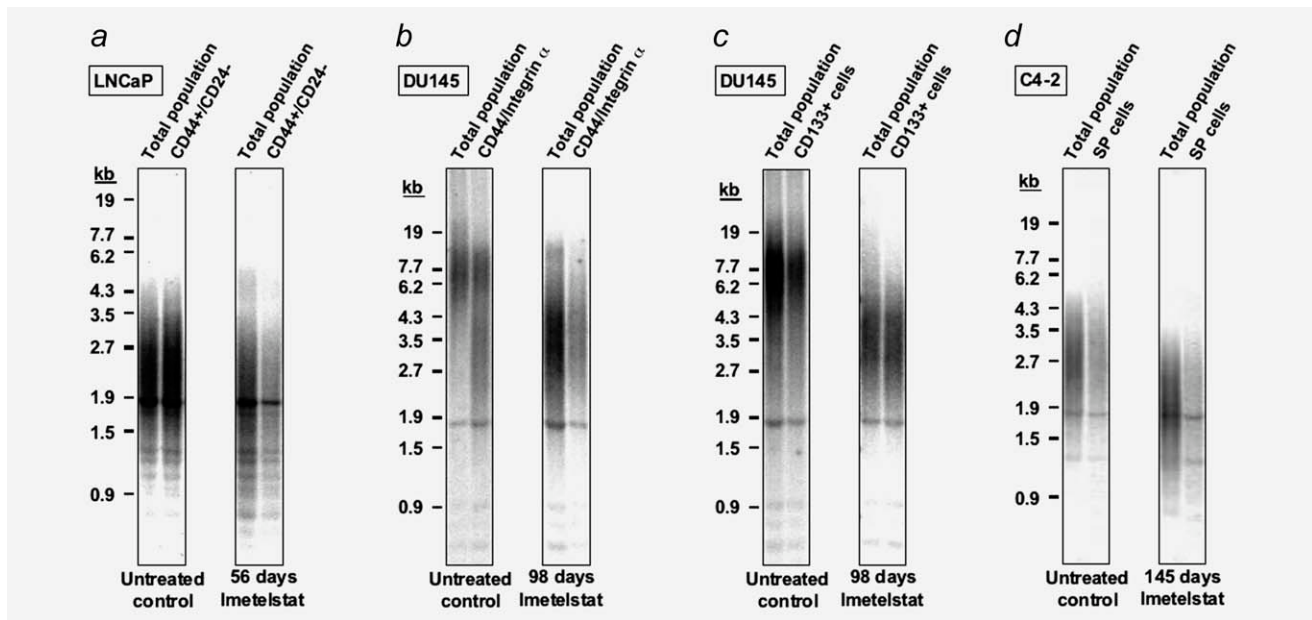 a
LNCaP
Total population
CD44+/CD24-
Total population
CD44+/CD24-
kb
19
7.7
6.2
4.3
3.5
2.7
1.9
1.5
0.9
Untreated
control
56 days
Imetelstat
b
DU145
Total population
CD44/Integrin α
Total population
CD44/Integrin α
kb
19
7.7
6.2
4.3
3.5
2.7
1.9
1.5
0.9
Untreated
control
98 days
Imetelstat
c
DU145
Total population
CD133+ cells
Total population
CD133+ cells
kb
19
7.7
6.2
4.3
3.5
2.7
1.9
1.5
0.9
Untreated
control
98 days
Imetelstat
d
C4-2
Total population
SP cells
Total population
SP cells
kb
19
7.7
6.2
4.3
3.5
2.7
1.9
1.5
0.9
Untreated
control
145 days
Imetelstat